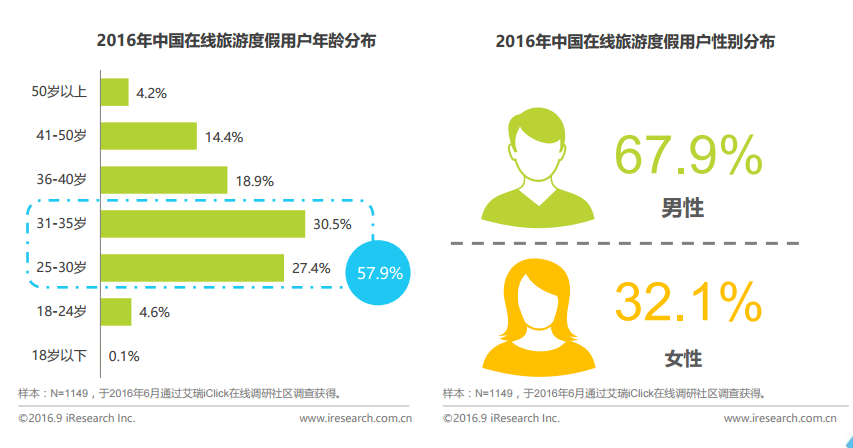 2016年中国在线旅游度假用户年龄分布
50岁以上 4.2%
41-50岁 14.4%
36-40岁 18.9%
31-35岁 30.5%
25-30岁 27.4%
57.9%
18-24岁 4.6%
18岁以下 0.1%
样本：N=1149，于2016年6月通过艾瑞iClick在线调研社区调查获得。
©2016.9 iResearch Inc. www.iresearch.com.cn
2016年中国在线旅游度假用户性别分布
67.9%
男性
32.1%
女性
样本：N=1149，于2016年6月通过艾瑞iClick在线调研社区调查获得。
©2016.9 iResearch Inc. www.iresearch.com.cn